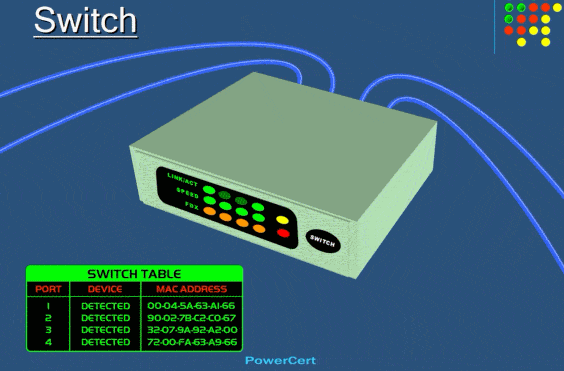 Switch
LINK/ACT
SPEED
FDX
SWITCH
SWITCH TABLE
PORT DEVICE MAC ADDRESS
1 DETECTED 00-04-5A-63-A1-66
2 DETECTED 90-02-7B-C2-C0-67
3 DETECTED 32-07-9A-92-A2-00
4 DETECTED 72-00-FA-63-A9-66
PowerCert